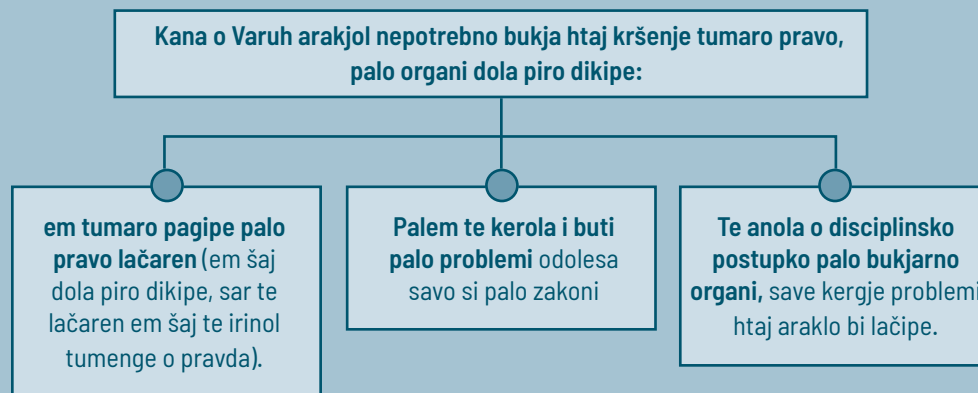 Kana o Varuh arakjol nepotrebno bukja htaj kršenje tumaro pravo,
palo organi dola piro dikipe:
em tumaro pagipe palo
pravo lačaren (em šaj
dola piro dikipe, sar te
lačaren em šaj te irinol
tumenge o pravda).
Palem te kerola i buti
palo problemi odolesa
savo si palo zakoni
Te anola o disciplinsko
postupko palo bukjarno
organi, save kergje problemi
htaj araklo bi lačipe.